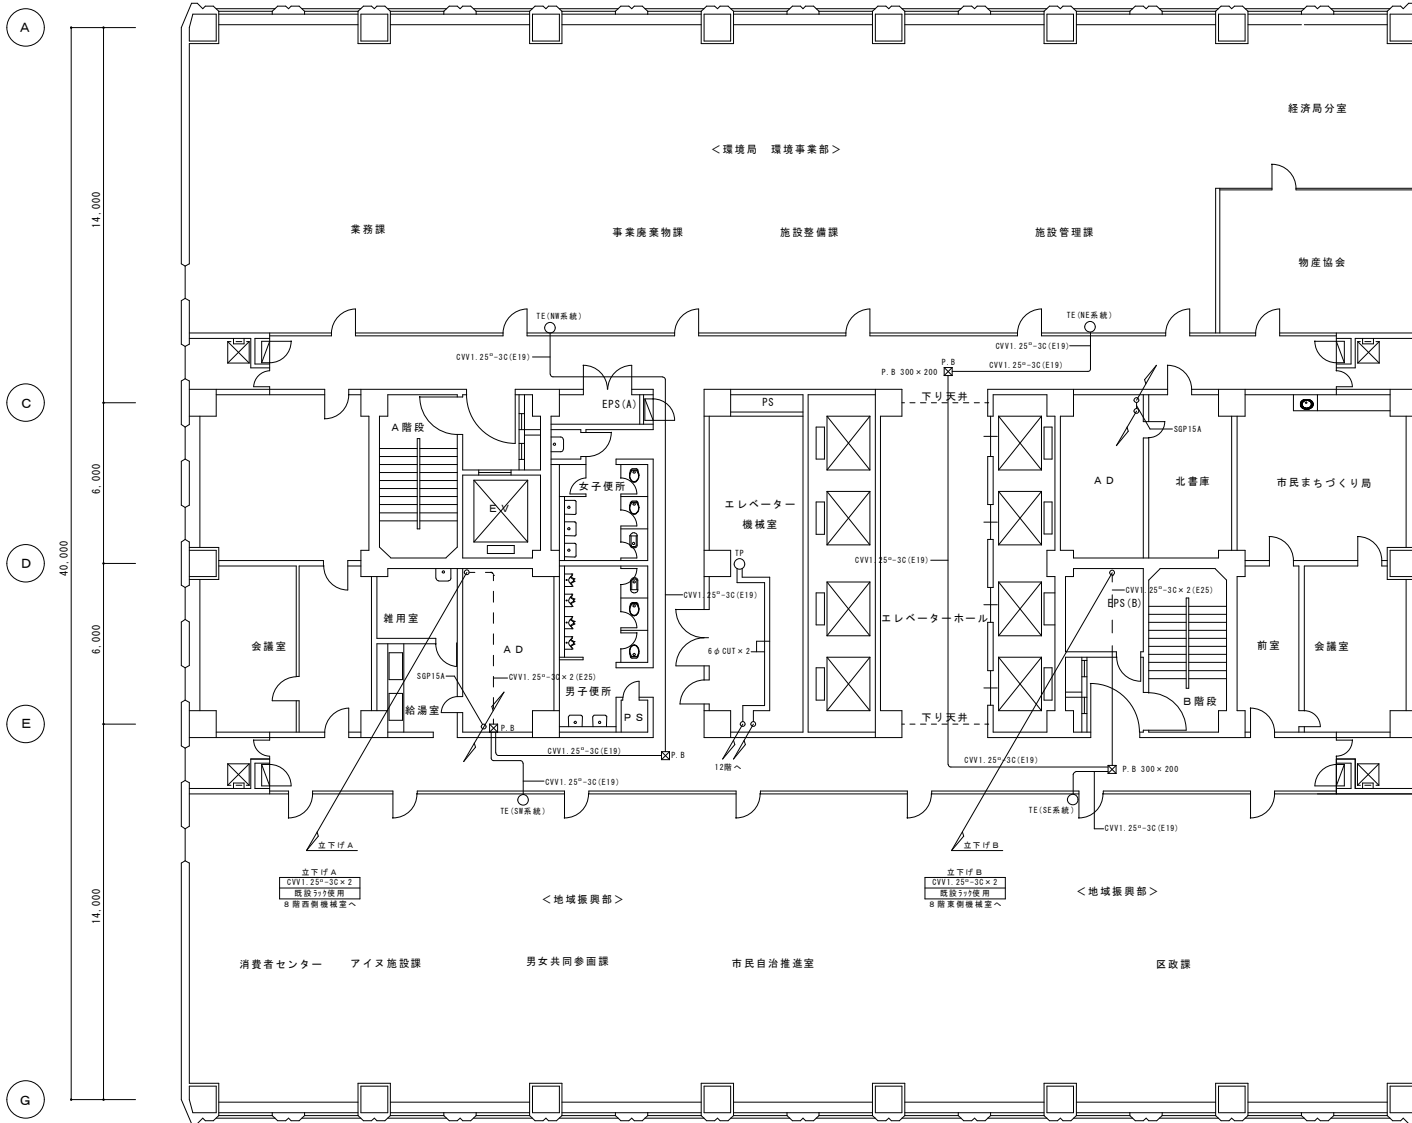 A
経済局分室
＜環境局　環境事業部＞
14,000
業務課
事業廃棄物課
施設整備課
施設管理課
物産協会
TE(NW系統)
TE(NE系統)
CVV1.25□-3C(E19)
CVV1.25□-3C(E19)
P.B
P.B 300×200
CVV1.25□-3C(E19)
C
EPS(A)
PS
下り天井
A階段
SGP15A
6,000
女子便所
エレベーター
機械室
AD
北書庫
市民まちづくり局
EV
D
40,000
TP
CVV1.25□-3C(E19)
CVV1.25□-3C×2(E25)
EPS(B)
CVV1.25□-3C(E19)
雑用室
エレベーターホール
6,000
会議室
AD
6φCUT×2
前室
会議室
SGP15A
CVV1.25□-3C×2(E25)
男子便所
給湯室
PS
B階段
E
下り天井
P.B
CVV1.25□-3C(E19)
P.B
12階へ
CVV1.25□-3C(E19)
P.B 300×200
CVV1.25□-3C(E19)
TE(SW系統)
TE(SE系統)
CVV1.25□-3C(E19)
立下げA
立下げB
立下げA
CVV1.25□-3C×2
既設ラック使用
8階西側機械室へ
立下げB
CVV1.25□-3C×2
既設ラック使用
8階東側機械室へ
14,000
＜地域振興部＞
＜地域振興部＞
消費者センター
アイヌ施設課
男女共同参画課
市民自治推進室
区政課
G